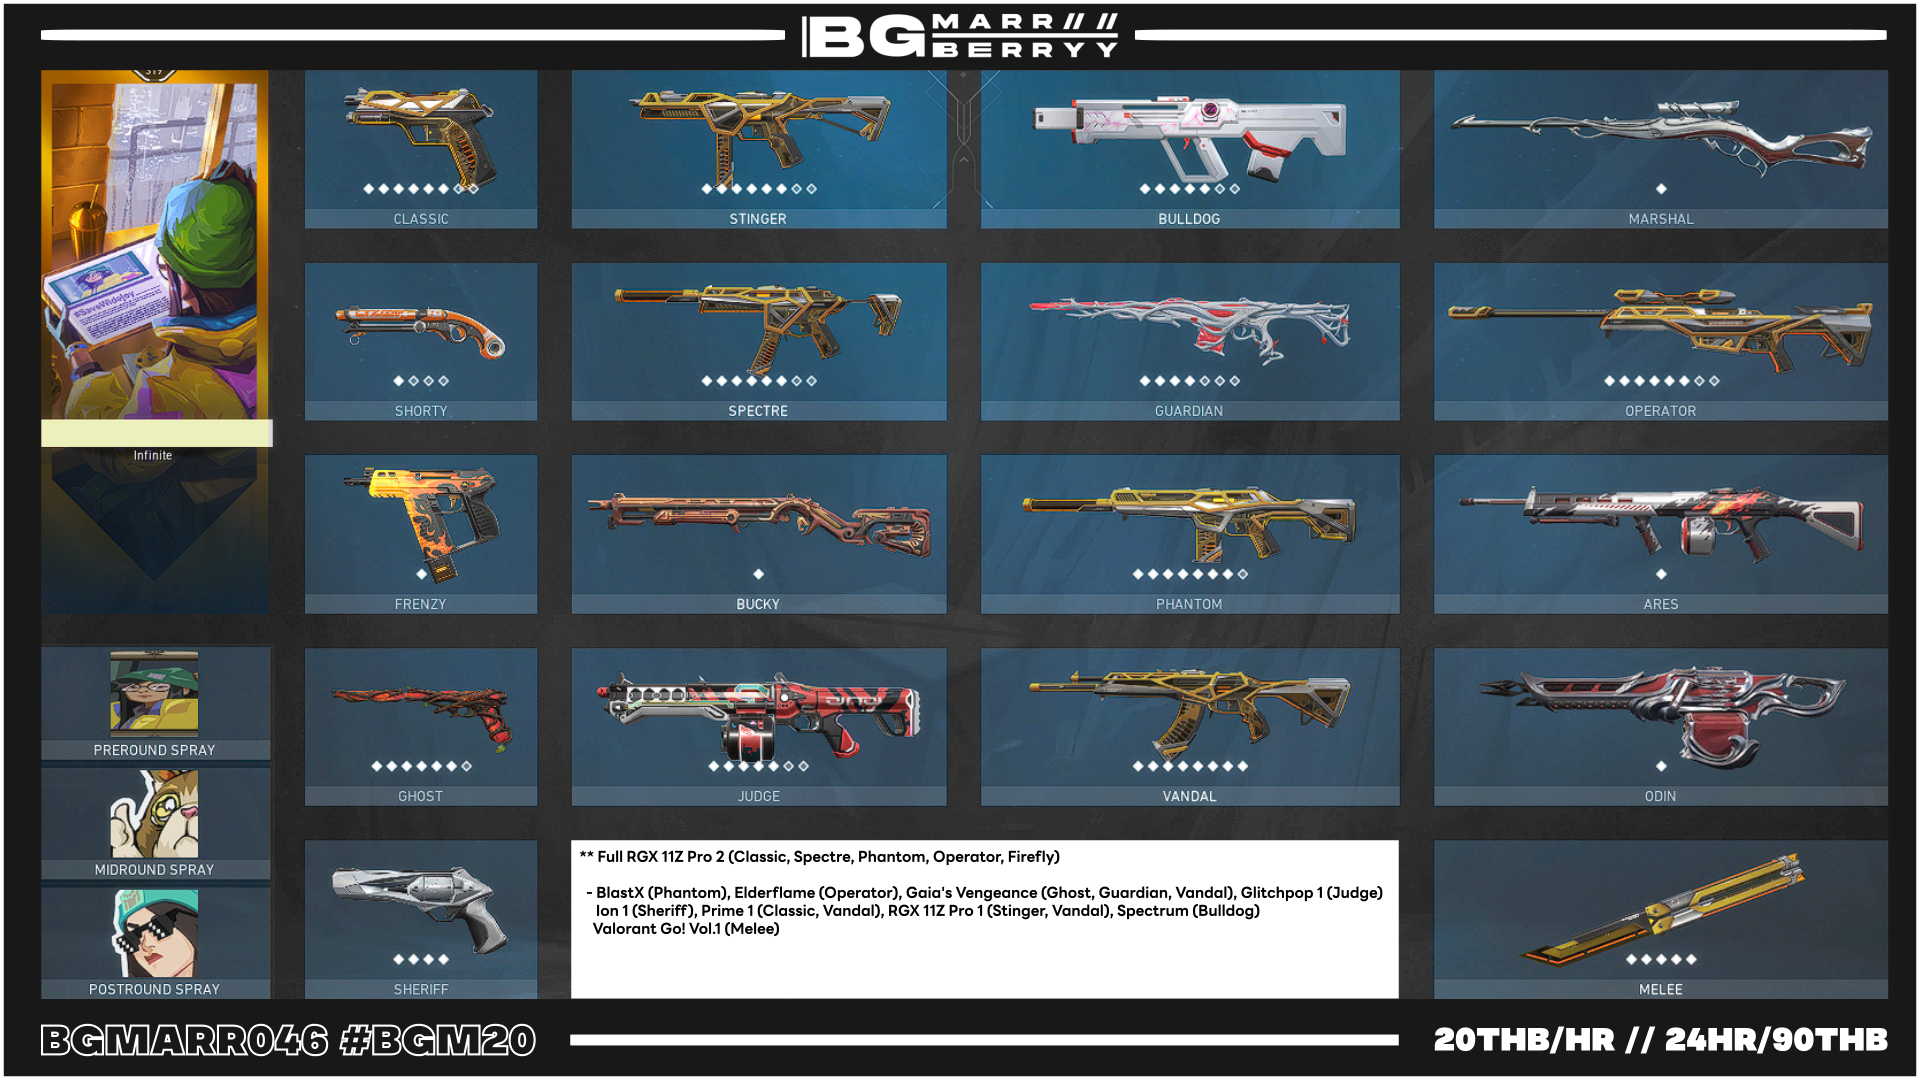 BG MARR// //
BERRYY
319
#SaveWideJoy
Infinite
CLASSIC
STINGER
BULLDOG
MARSHAL
SHORTY
SPECTRE
GUARDIAN
OPERATOR
FRENZY
BUCKY
PHANTOM
ARES
PREROUND SPRAY
GHOST
JUDGE
VANDAL
ODIN
MIDROUND SPRAY
POSTROUND SPRAY
SHERIFF
** Full RGX 11Z Pro 2 (Classic, Spectre, Phantom, Operator, Firefly)
- BlastX (Phantom), Elderflame (Operator), Gaia's Vengeance (Ghost, Guardian, Vandal), Glitchpop 1 (Judge)
Ion 1 (Sheriff), Prime 1 (Classic, Vandal), RGX 11Z Pro 1 (Stinger, Vandal), Spectrum (Bulldog)
Valorant Go! Vol.1 (Melee)
MELEE
BGMARR046 #BGM20
20THB/HR // 24HR/90THB